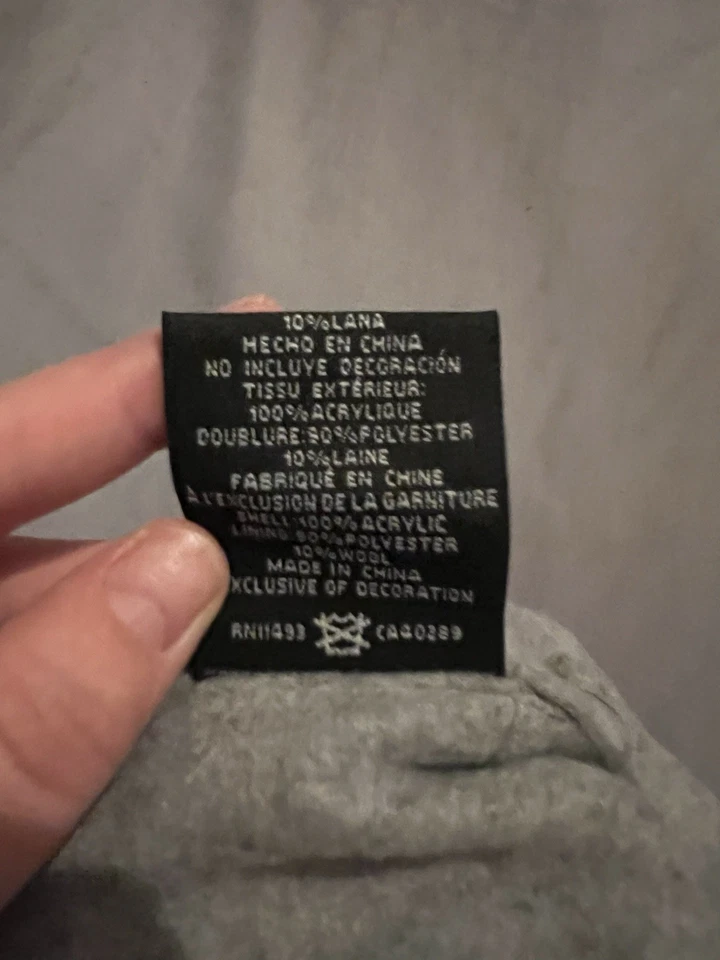 10%LANA
HECHO EN CHINA
NO INCLUYE DECORACIÓN
TISSU EXTÉRIEUR:
100%ACRYLIQUE
DOUBLURE:90%POLYESTER
10%LAINE
FABRIQUÉ EN CHINE
À L'EXCLUSION DE LA GARNITURE
SHELL:100%ACRYLIC
LINING:90%POLYESTER
10%WOOL
MADE IN CHINA
XCLUSIVE OF DECORATION
RN11493 CA40289